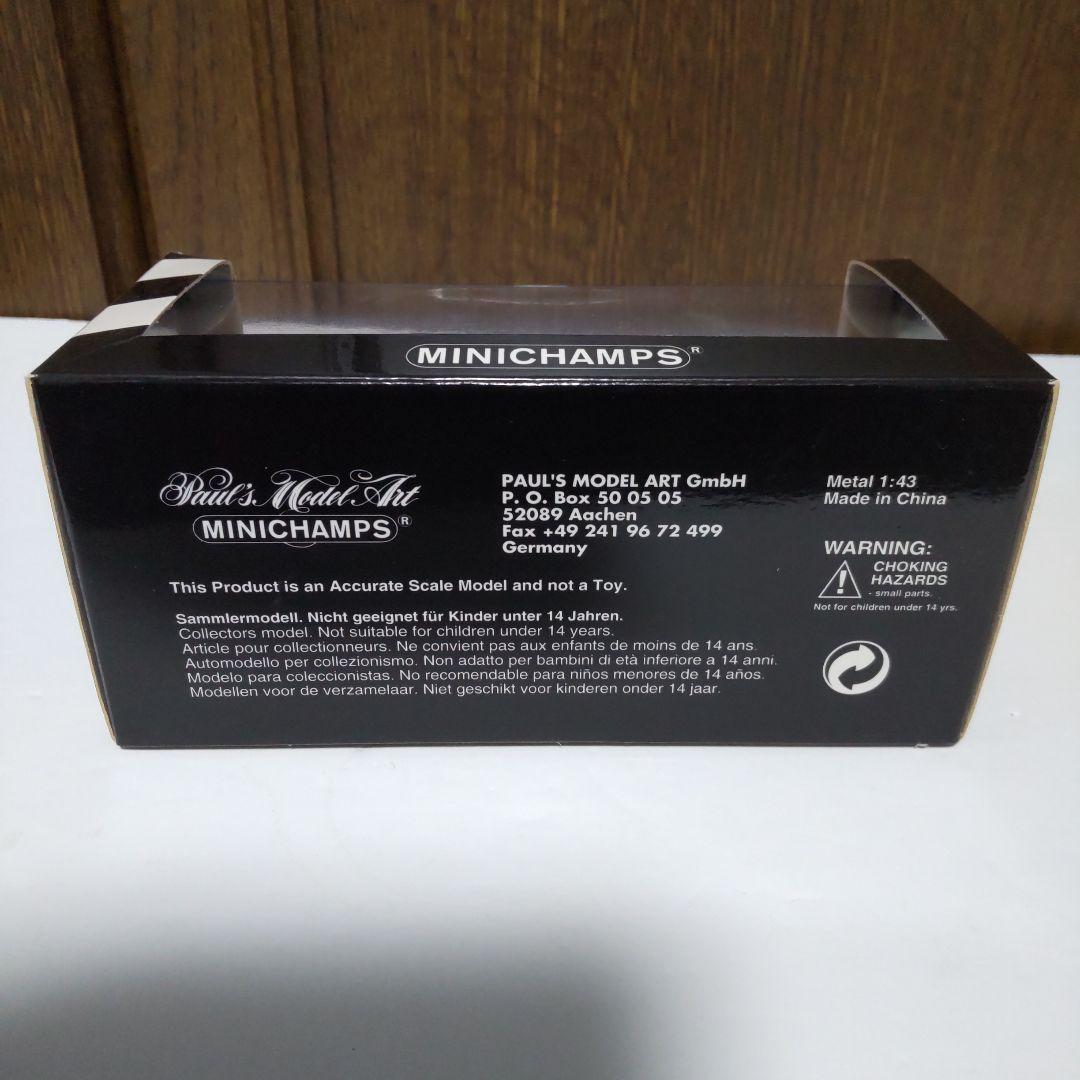 MINICHAMPS®
Paul's Model Art
MINICHAMPS®
PAUL'S MODEL ART GmbH
P. O. Box 50 05 05
52089 Aachen
Fax +49 241 96 72 499
Germany
Metal 1:43
Made in China
WARNING:
CHOKING
HAZARDS
- small parts.
Not for children under 14 yrs.
This Product is an Accurate Scale Model and not a Toy.
Sammlermodell. Nicht geeignet für Kinder unter 14 Jahren.
Collectors model. Not suitable for children under 14 years.
Article pour collectionneurs. Ne convient pas aux enfants de moins de 14 ans.
Automodello per collezionismo. Non adatto per bambini di età inferiore a 14 anni.
Modelo para coleccionistas. No recomendable para niños menores de 14 años.
Modellen voor de verzamelaar. Niet geschikt voor kinderen onder 14 jaar.